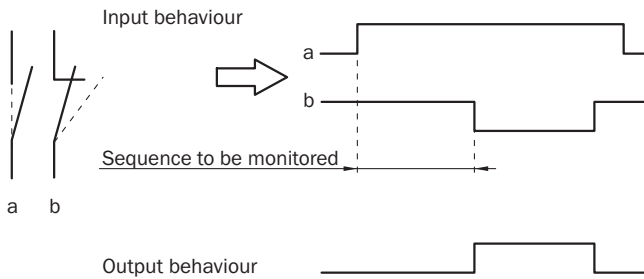 Input behaviour
a
b
Sequence to be monitored
a b
Output behaviour